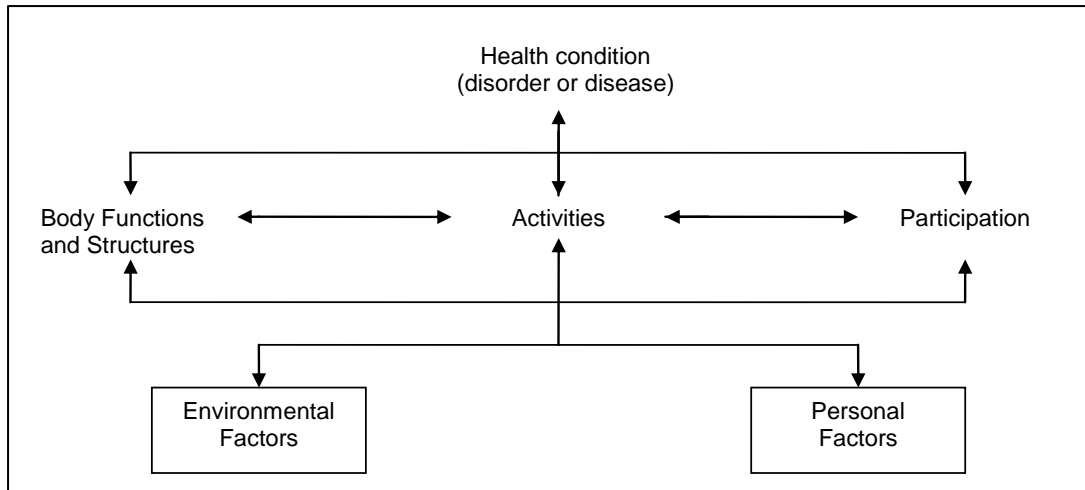 Health condition
(disorder or disease)
Body Functions
and Structures
Activities
Participation
Environmental
Factors
Personal
Factors